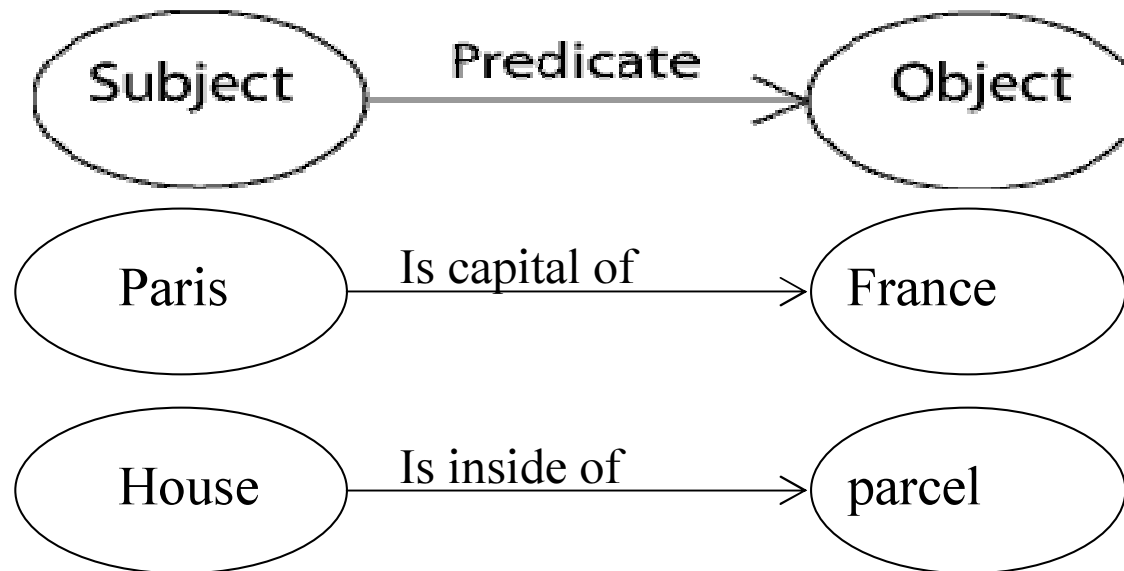 Subject Predicate Object
Paris Is capital of France
House Is inside of parcel